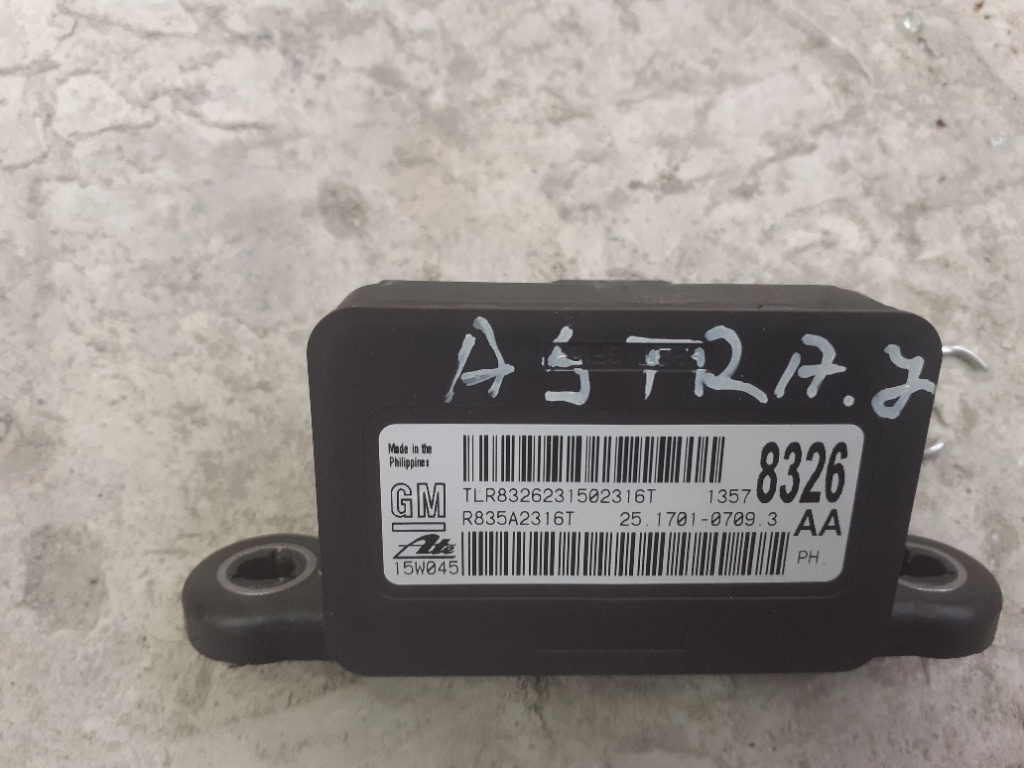 ASTRA.J
Made in the
Philippines
GM
TLR8326231502316T 1357 8326
R835A2316T 25.1701-0709.3 AA
Ate
15W045 PH.